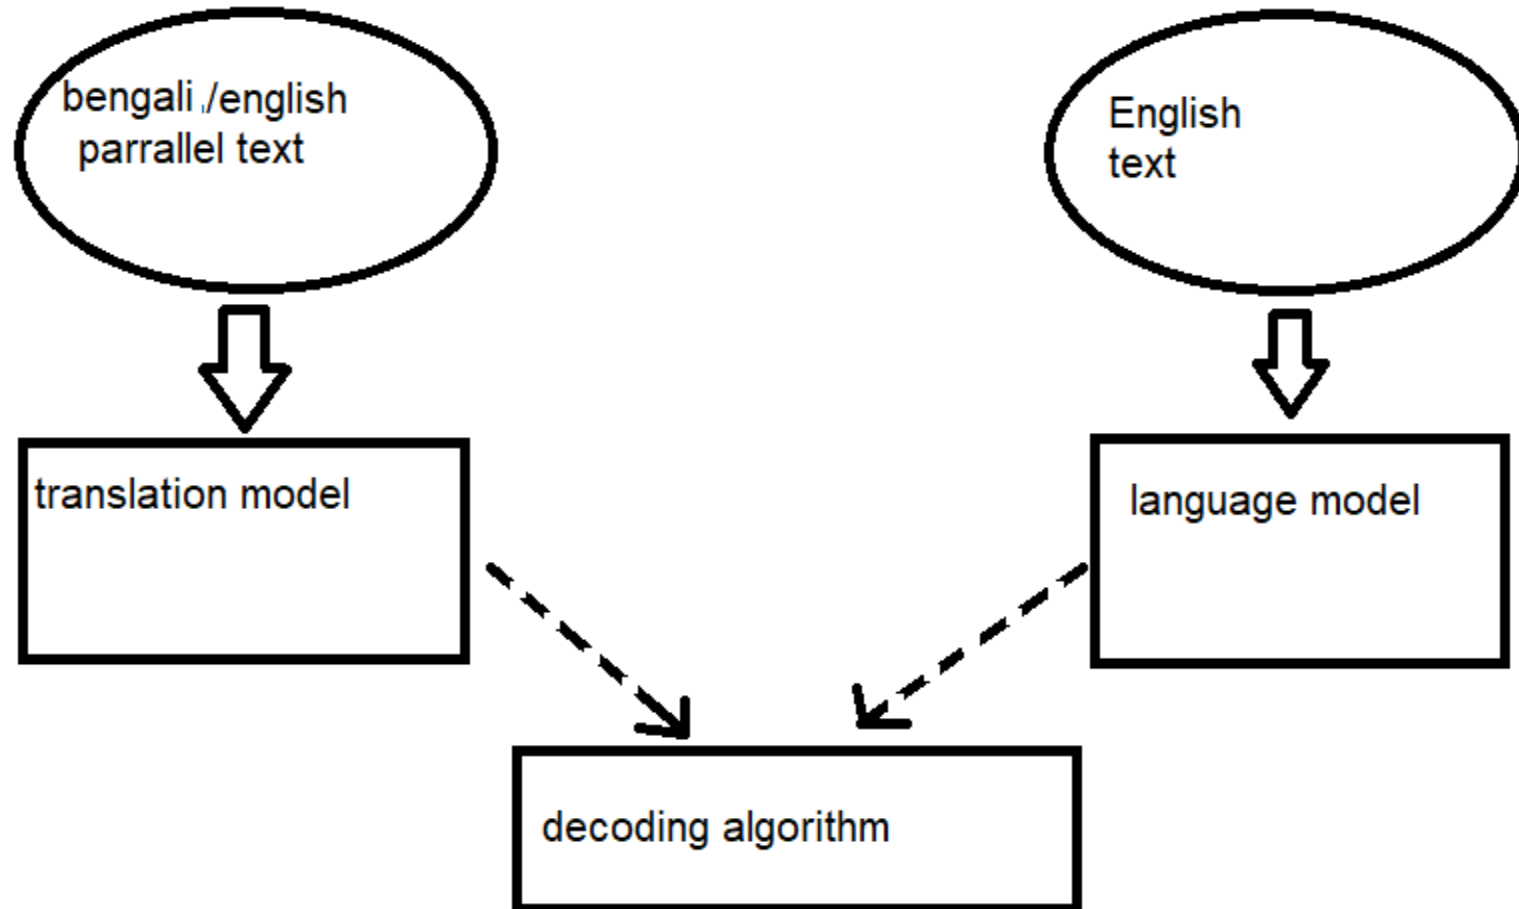 bengali ./english
parrallel text
English
text
translation model
language model
decoding algorithm